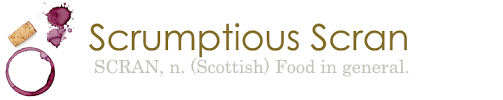 Scrumptious Scran
SCRAN, n. (Scottish) Food in general.